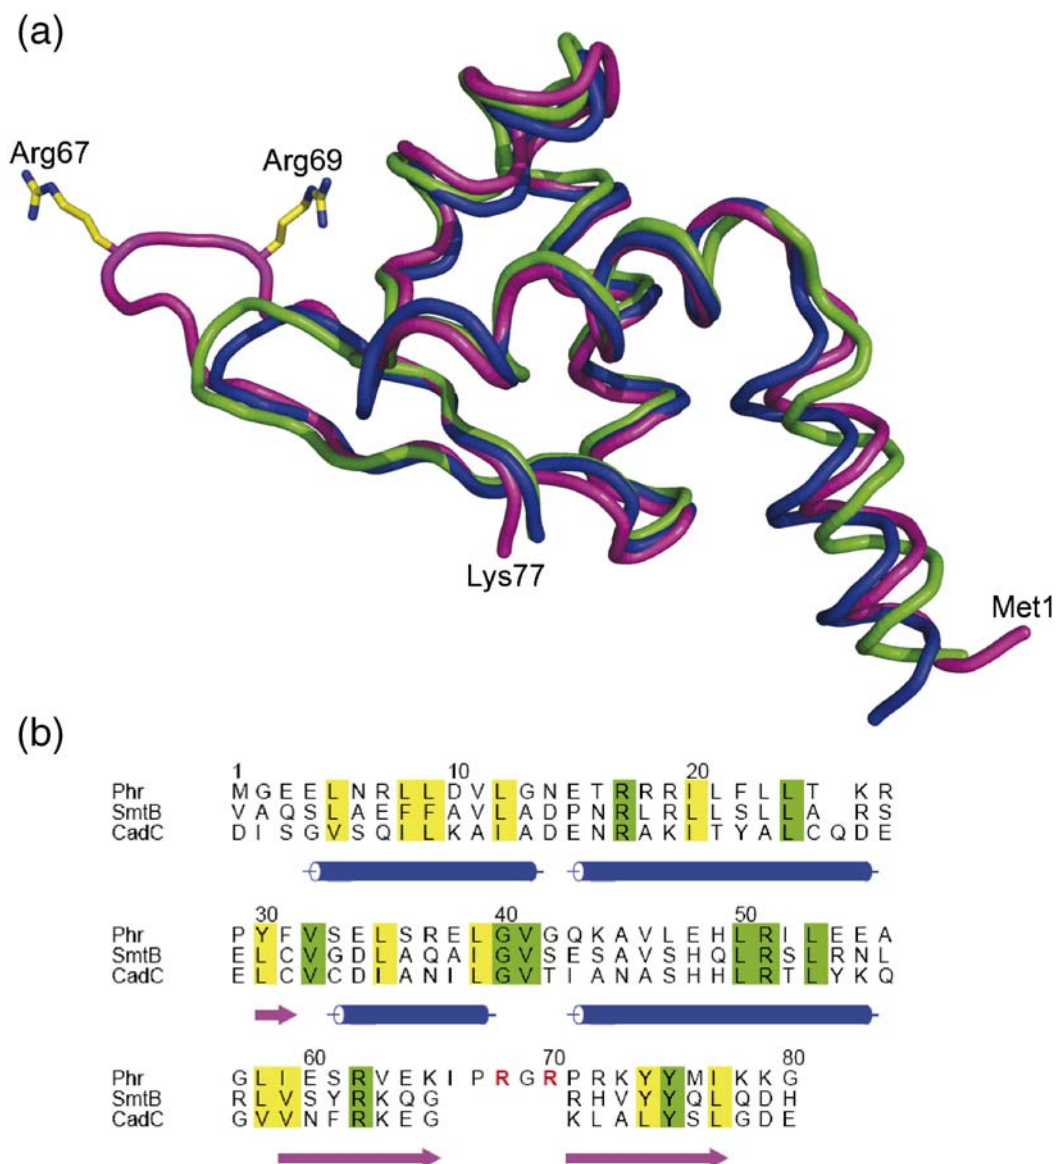 (a)
Arg67
Arg69
Lys77
Met1
(b)
1 10 20
Phr M G E E L N R L L D V L G N E T R R R I L F L L T K R
SmtB V A Q S L A E F F A V L A D P N R L R L L S L L A R S
CadC D I S G V S Q I L K A I A D E N R A K I T Y A L C Q D E
30 40 50
Phr P Y F V S E L S R E L G V G Q K A V L E H L R I L E E A
SmtB E L C V G D L A Q A I G V S E S A V S H Q L R S L R N L
CadC E L C V C D I A N I L G V T I A N A S H H L R T L Y K Q
60 70 80
Phr G L I E S R V E K I P R G R P R K Y Y M I K K G
SmtB R L V S Y R K Q G R H V Y Y Q L Q D H
CadC G V V N F R K E G K L A L Y S L G D E